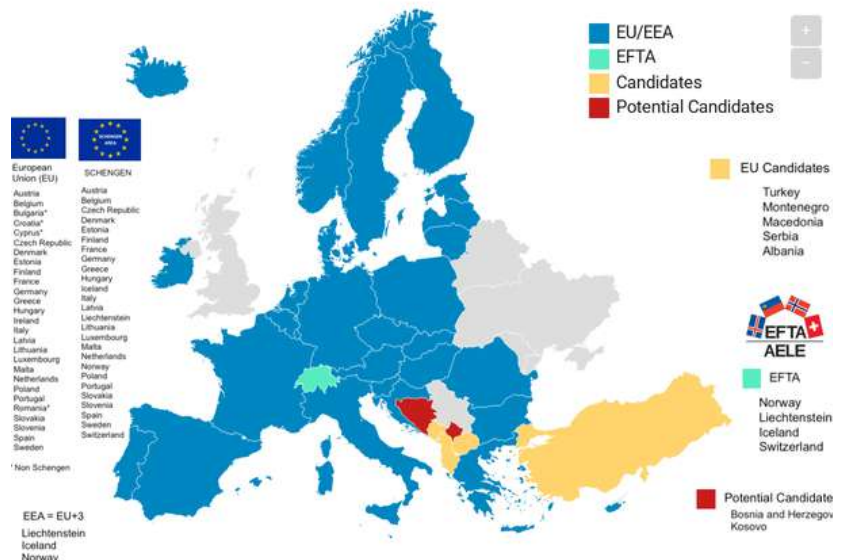 EU/EEA
EFTA
Candidates
Potential Candidates
+
−
European
Union (EU)
Austria
Belgium
Bulgaria*
Croatia*
Cyprus*
Czech Republic
Denmark
Estonia
Finland
France
Germany
Greece
Hungary
Ireland
Italy
Latvia
Lithuania
Luxembourg
Malta
Netherlands
Poland
Portugal
Romania*
Slovakia
Slovenia
Spain
Sweden
* Non Schengen
SCHENGEN
AREA
SCHENGEN
Austria
Belgium
Czech Republic
Denmark
Estonia
Finland
France
Germany
Greece
Hungary
Iceland
Italy
Latvia
Liechtenstein
Lithuania
Luxembourg
Malta
Netherlands
Norway
Poland
Portugal
Slovakia
Slovenia
Spain
Sweden
Switzerland
EEA = EU+3
Liechtenstein
Iceland
Norway
EU Candidates
Turkey
Montenegro
Macedonia
Serbia
Albania
EFTA
AELE
EFTA
Norway
Liechtenstein
Iceland
Switzerland
Potential Candidate
Bosnia and Herzegov
Kosovo